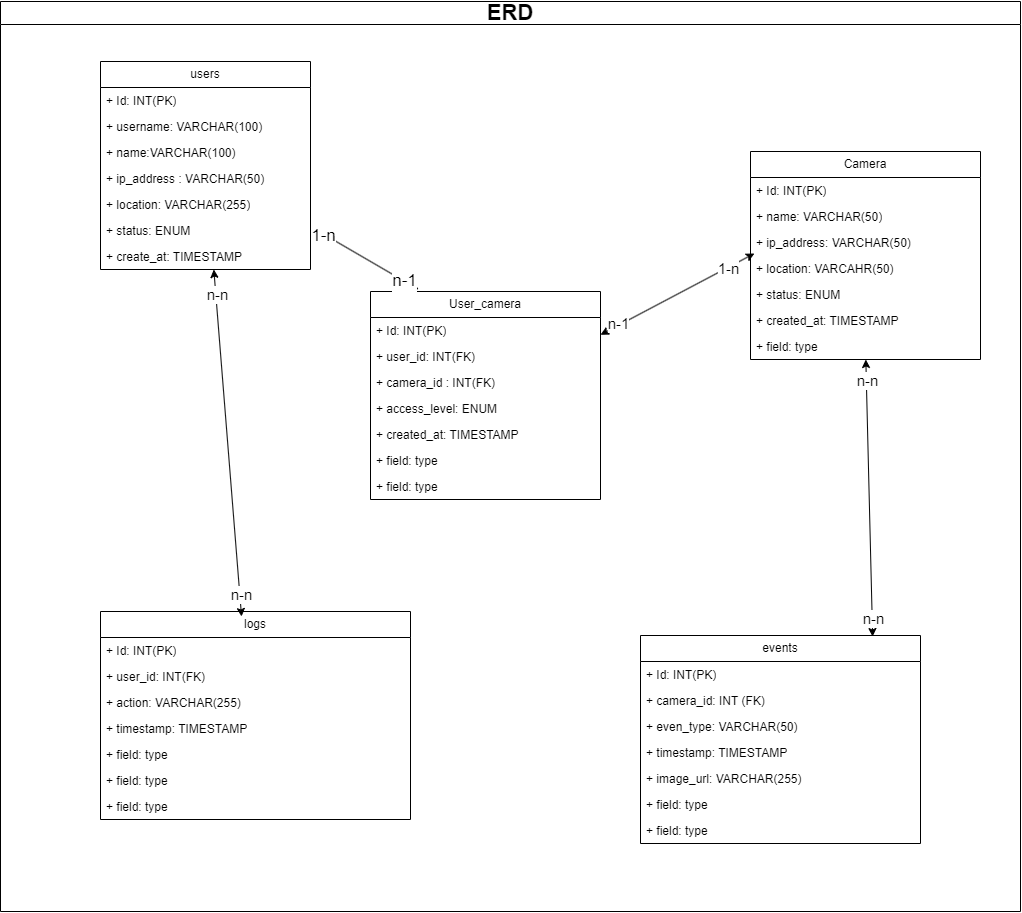 ERD
users
+ Id: INT(PK)
+ username: VARCHAR(100)
+ name:VARCHAR(100)
+ ip_address : VARCHAR(50)
+ location: VARCHAR(255)
+ status: ENUM
+ create_at: TIMESTAMP
Camera
+ Id: INT(PK)
+ name: VARCHAR(50)
+ ip_address: VARCHAR(50)
+ location: VARCAHR(50)
+ status: ENUM
+ created_at: TIMESTAMP
+ field: type
1-n
n-1
1-n
n-1
User_camera
+ Id: INT(PK)
+ user_id: INT(FK)
+ camera_id : INT(FK)
+ access_level: ENUM
+ created_at: TIMESTAMP
+ field: type
+ field: type
n-n
n-n
n-n
n-n
logs
+ Id: INT(PK)
+ user_id: INT(FK)
+ action: VARCHAR(255)
+ timestamp: TIMESTAMP
+ field: type
+ field: type
+ field: type
events
+ Id: INT(PK)
+ camera_id: INT (FK)
+ even_type: VARCHAR(50)
+ timestamp: TIMESTAMP
+ image_url: VARCHAR(255)
+ field: type
+ field: type